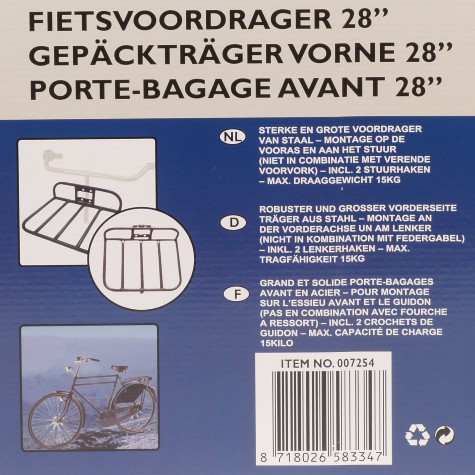 FIETSVOORDRAGER 28’’
GEPÄCKTRÄGER VORNE 28’’
PORTE-BAGAGE AVANT 28’’
NL
STERKE EN GROTE VOORDRAGER
VAN STAAL – MONTAGE OP DE
VOORAS EN AAN HET STUUR
(NIET IN COMBINATIE MET VERENDE
VOORVORK) – INCL. 2 STUURHAKEN
– MAX. DRAAGGEWICHT 15KG
D
ROBUSTER UND GROSSER VORDERSEITE
TRÄGER AUS STAHL – MONTAGE AN
DER VORDERACHSE UN AM LENKER
(NICHT IN KOMBINATION MIT FEDERGABEL)
– INKL. 2 LENKERHAKEN – MAX.
TRAGFÄHIGKEIT 15KG
F
GRAND ET SOLIDE PORTE-BAGAGES
AVANT EN ACIER – POUR MONTAGE
SUR L'ESSIEU AVANT ET LE GUIDON
(PAS EN COMBINATION AVEC FOURCHE
A RESSORT) – INCL. 2 CROCHETS DE
GUIDON – MAX. CAPACITÉ DE CHARGE
15KILO
ITEM NO. 007254
8 718026 583347